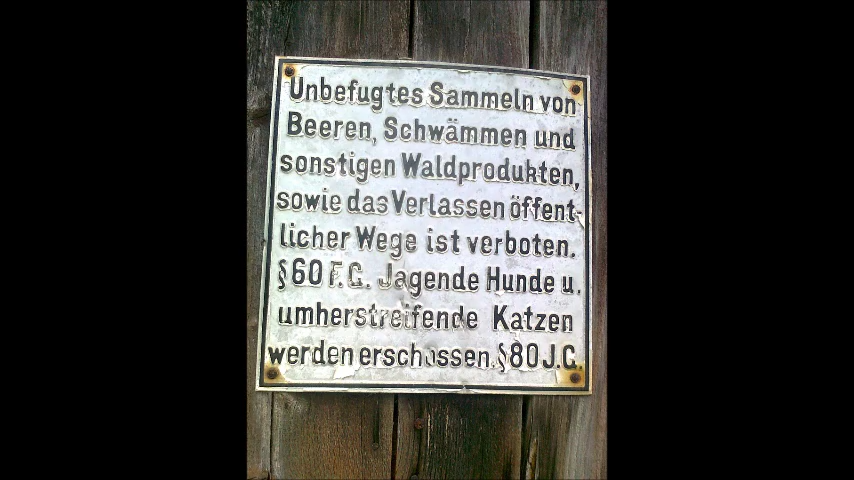 Unbefugtes Sammeln von
Beeren, Schwämmen und
sonstigen Waldprodukten,
sowie das Verlassen öffent-
licher Wege ist verboten.
§60 F.G. Jagende Hunde u.
umherstreifende Katzen
werden erschossen. §80 J.G.